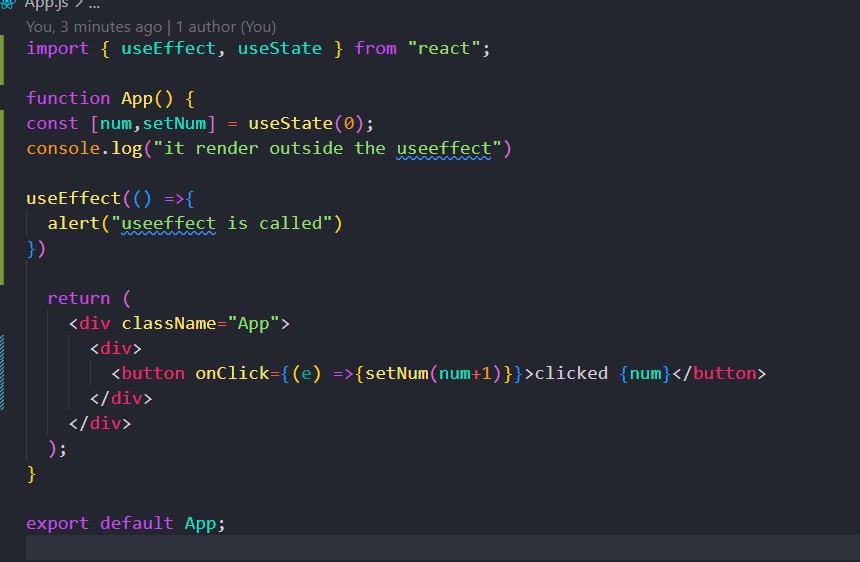 App.js > ...
You, 3 minutes ago | 1 author (You)
import { useEffect, useState } from "react";
function App() {
const [num,setNum] = useState(0);
console.log("it render outside the useeffect")
useEffect(() =>{
alert("useeffect is called")
})
return (
<div className="App">
<div>
<button onClick={(e) =>{setNum(num+1)}}>clicked {num}</button>
</div>
</div>
);
}
export default App;